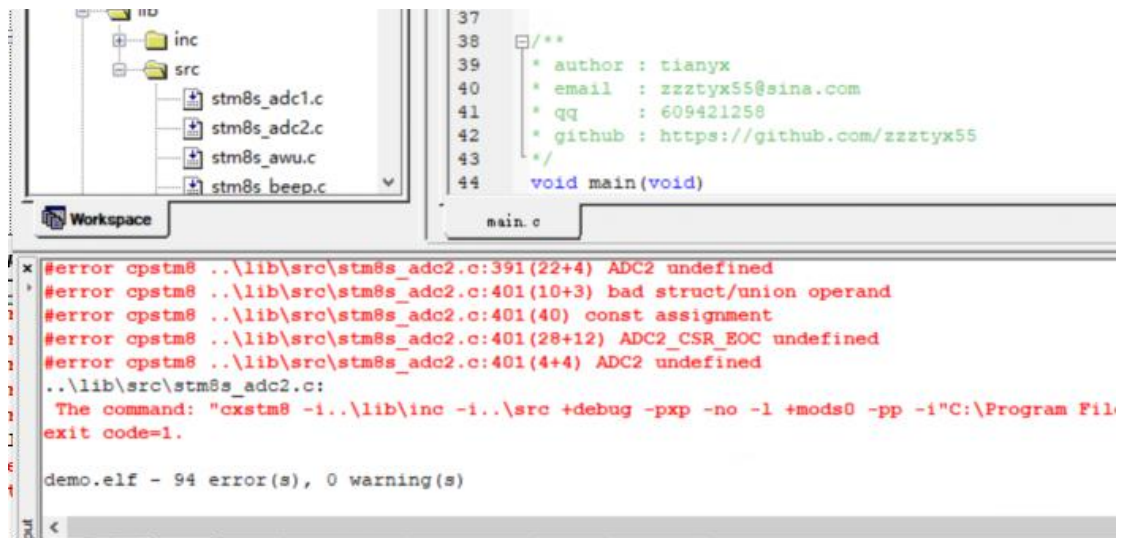 lib
inc
src
stm8s_adc1.c
stm8s_adc2.c
stm8s_awu.c
stm8s_beep.c
Workspace
37
38 /**
39 * author : tianyx
40 * email : zzztyx55@sina.com
41 * qq : 609421258
42 * github : https://github.com/zzztyx55
43 */
44 void main(void)
main.c
#error cpstm8 ..\lib\src\stm8s_adc2.c:391(22+4) ADC2 undefined
#error cpstm8 ..\lib\src\stm8s_adc2.c:401(10+3) bad struct/union operand
#error cpstm8 ..\lib\src\stm8s_adc2.c:401(40) const assignment
#error cpstm8 ..\lib\src\stm8s_adc2.c:401(28+12) ADC2_CSR_EOC undefined
#error cpstm8 ..\lib\src\stm8s_adc2.c:401(4+4) ADC2 undefined
..\lib\src\stm8s_adc2.c:
The command: "cxstm8 -i..\lib\inc -i..\src +debug -pxp -no -l +mods0 -pp -i"C:\Program File
exit code=1.
demo.elf - 94 error(s), 0 warning(s)